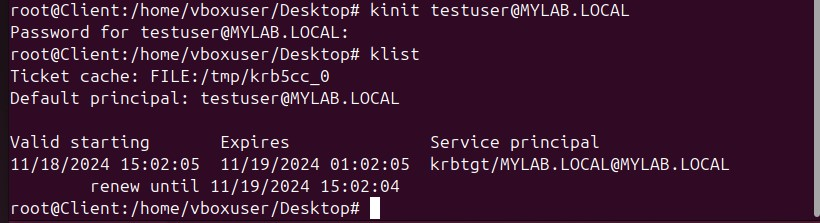 root@Client:/home/vboxuser/Desktop# kinit testuser@MYLAB.LOCAL
Password for testuser@MYLAB.LOCAL:
root@Client:/home/vboxuser/Desktop# klist
Ticket cache: FILE:/tmp/krb5cc_0
Default principal: testuser@MYLAB.LOCAL
Valid starting       Expires              Service principal
11/18/2024 15:02:05  11/19/2024 01:02:05  krbtgt/MYLAB.LOCAL@MYLAB.LOCAL
        renew until 11/19/2024 15:02:04
root@Client:/home/vboxuser/Desktop#